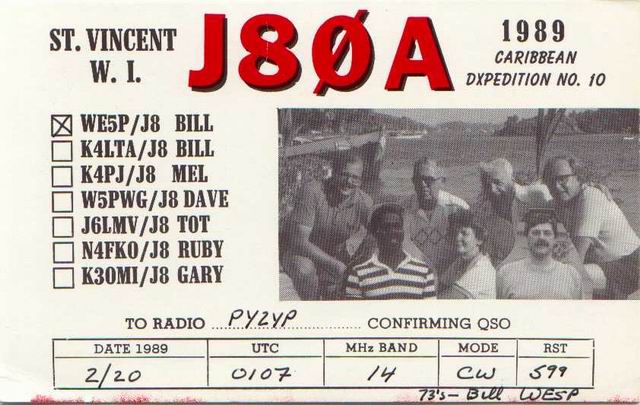 ST. VINCENT
W. I.
J8ØA
1989
CARIBBEAN
DXPEDITION NO. 10
WE5P/J8 BILL
K4LTA/J8 BILL
K4PJ/J8 MEL
W5PWG/J8 DAVE
J6LMV/J8 TOT
N4FKO/J8 RUBY
K3OMI/J8 GARY
TO RADIO PY2YP CONFIRMING QSO
DATE 1989 UTC MHz BAND MODE RST
2/20 0107 14 CW 599
73's - Bill WE5P